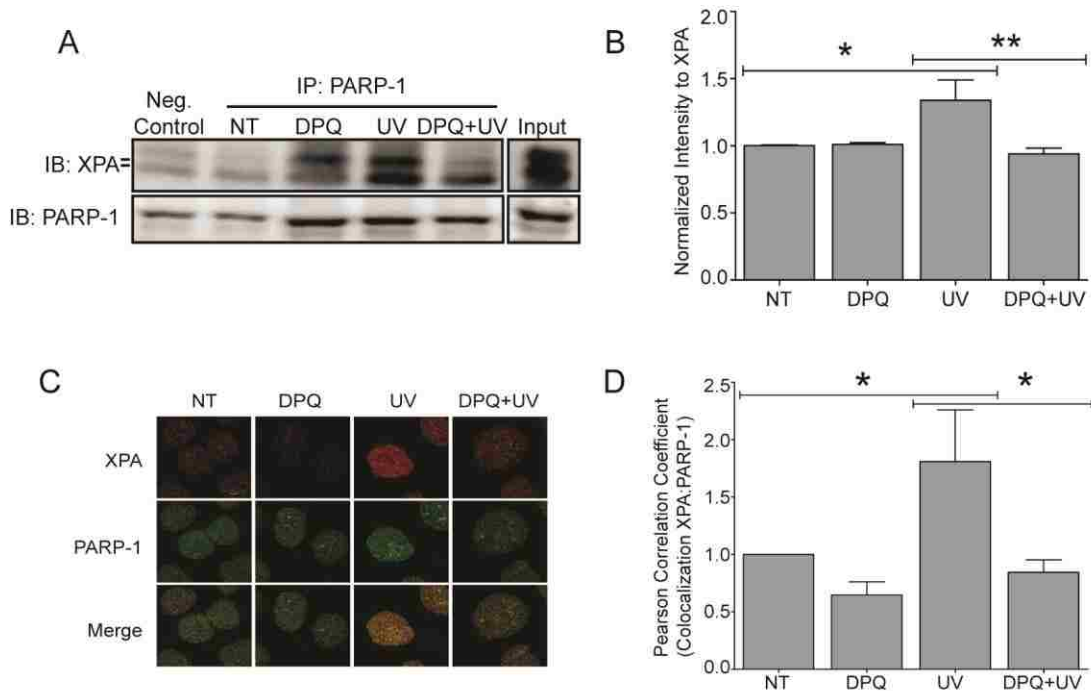 A
IP: PARP-1
Neg.
Control NT DPQ UV DPQ+UV Input
IB: XPA=
IB: PARP-1
B
Normalized Intensity to XPA
2.0
1.5
1.0
0.5
0.0
* **
NT DPQ UV DPQ+UV
C
NT DPQ UV DPQ+UV
XPA
PARP-1
Merge
D
Pearson Correlation Coefficient
(Colocalization XPA:PARP-1)
2.5
2.0
1.5
1.0
0.5
0.0
* *
NT DPQ UV DPQ+UV